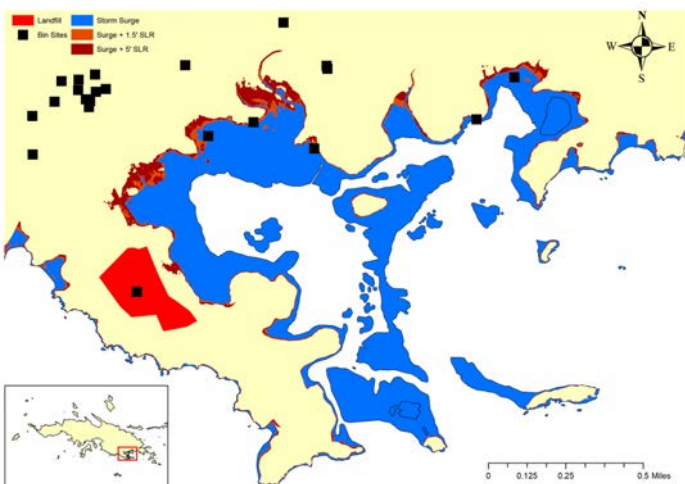 Landfill
Storm Surge
Bin Sites
Surge + 1.5' SLR
Surge + 5' SLR
N
W
E
S
0
0.125
0.25
0.5 Miles